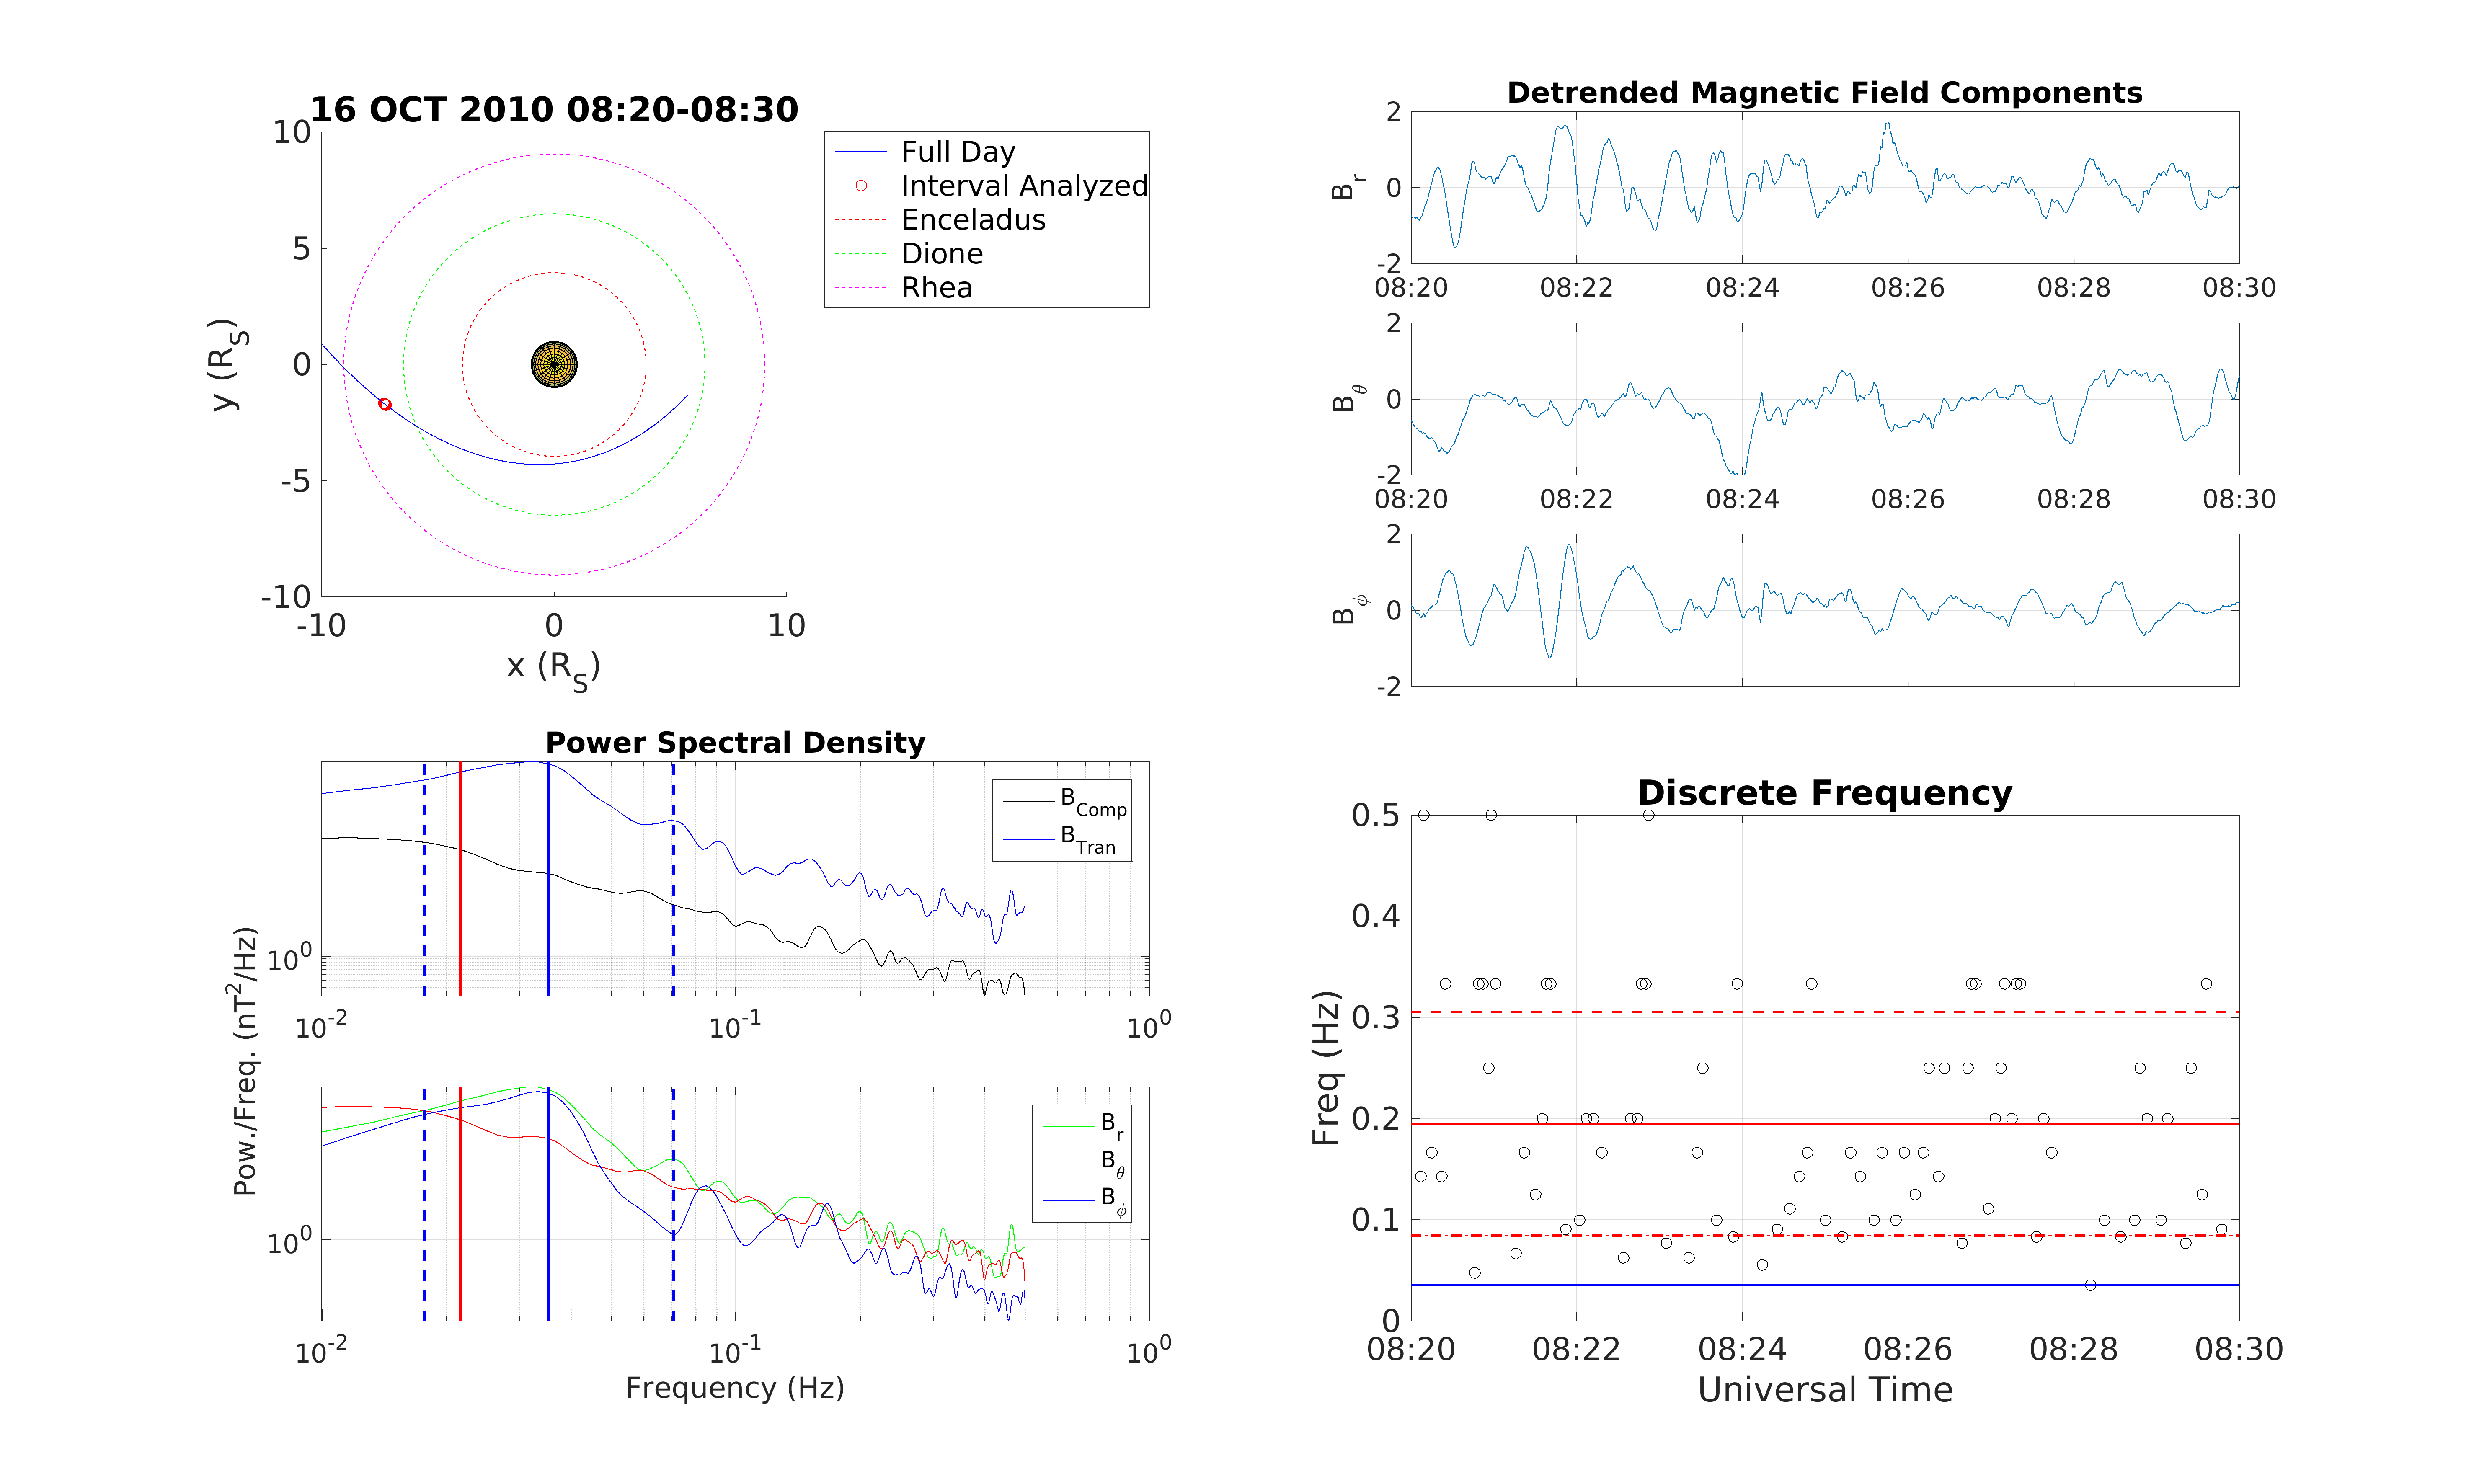 16 OCT 2010 08:20-08:30
10
5
0
-5
-10
-10
0
10
y (R_S)
x (R_S)
Full Day
Interval Analyzed
Enceladus
Dione
Rhea
Detrended Magnetic Field Components
2
0
-2
B_r
08:20
08:22
08:24
08:26
08:28
08:30
2
0
-2
B_θ
08:20
08:22
08:24
08:26
08:28
08:30
2
0
-2
B_ϕ
Power Spectral Density
10^0
B_Comp
B_Tran
10^-2
10^-1
10^0
Pow./Freq. (nT^2/Hz)
10^0
B_r
B_θ
B_ϕ
10^-2
10^-1
10^0
Frequency (Hz)
Discrete Frequency
0.5
0.4
0.3
0.2
0.1
0
Freq (Hz)
08:20
08:22
08:24
08:26
08:28
08:30
Universal Time